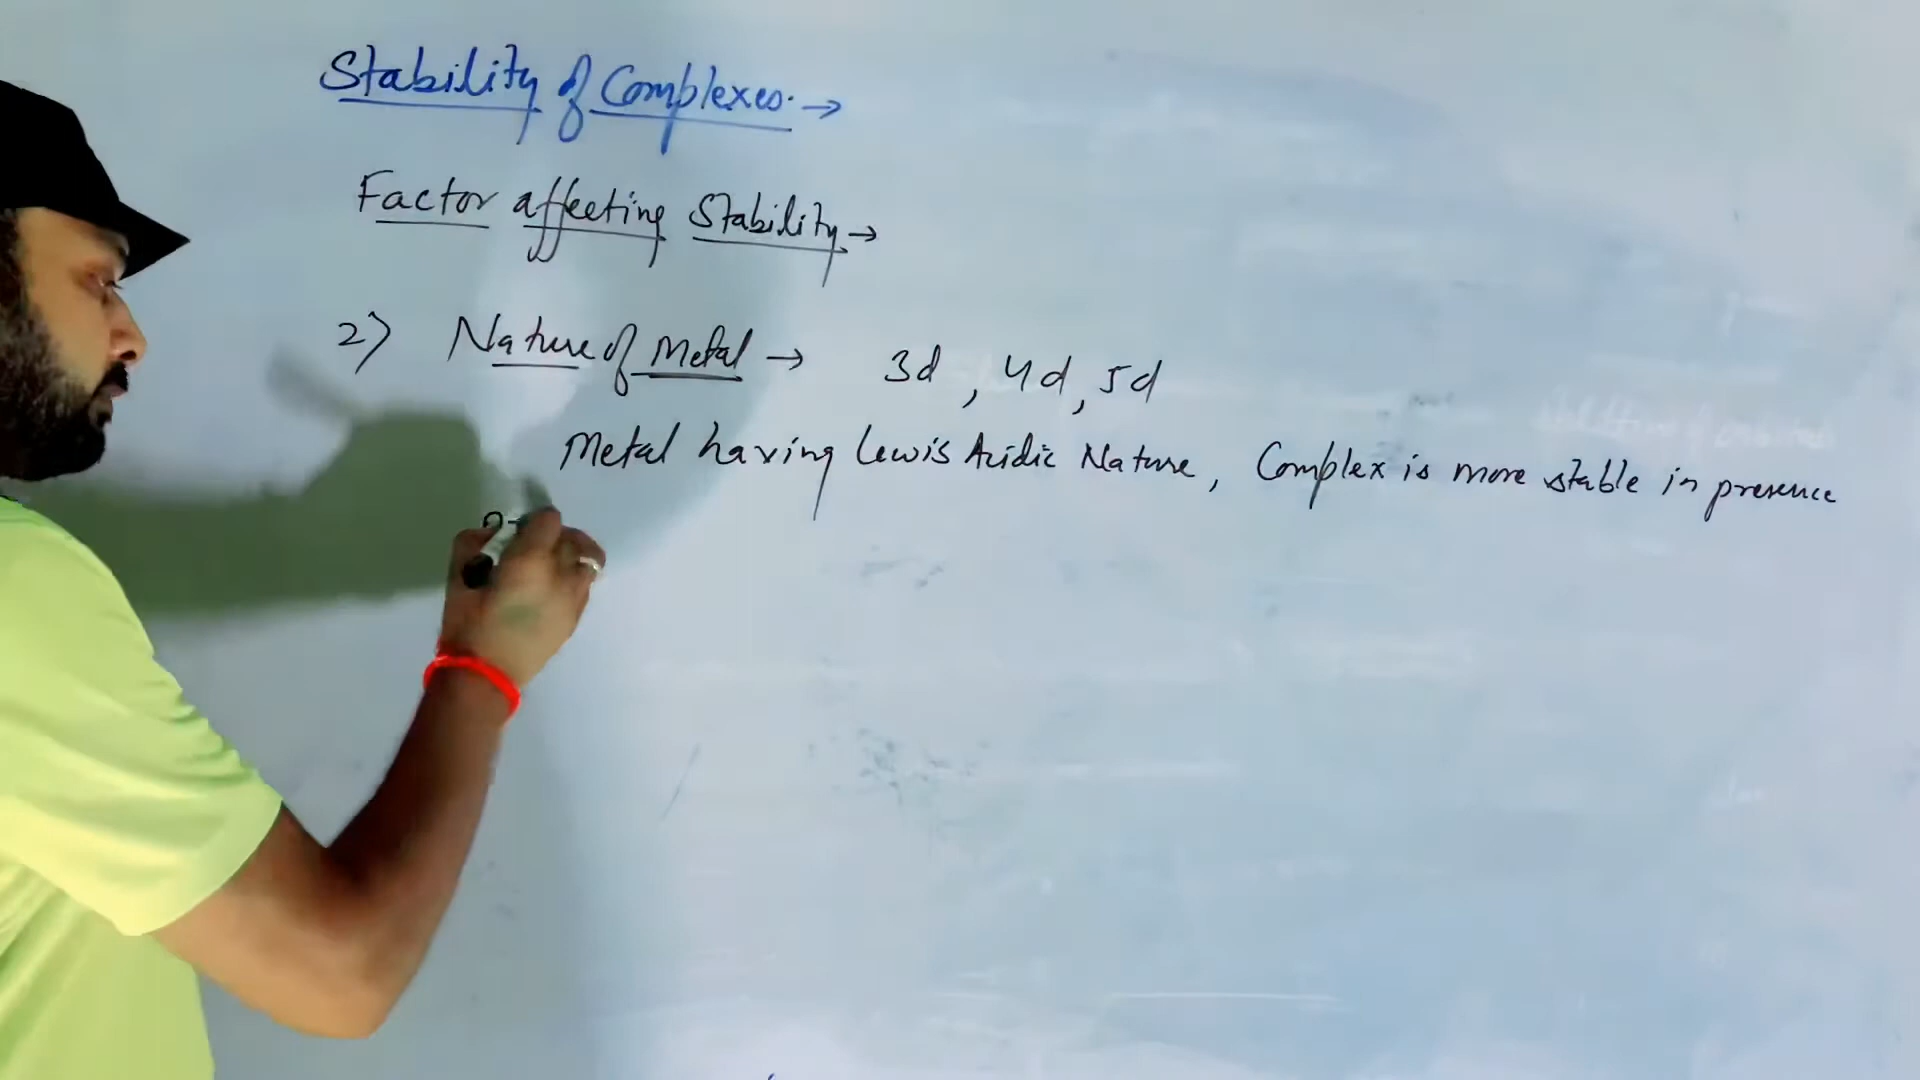 Stability of Complexes. →
Factor affecting Stability →
2) Nature of Metal → 3d, 4d, 5d
Metal having Lewis Acidic Nature, Complex is more stable in presence